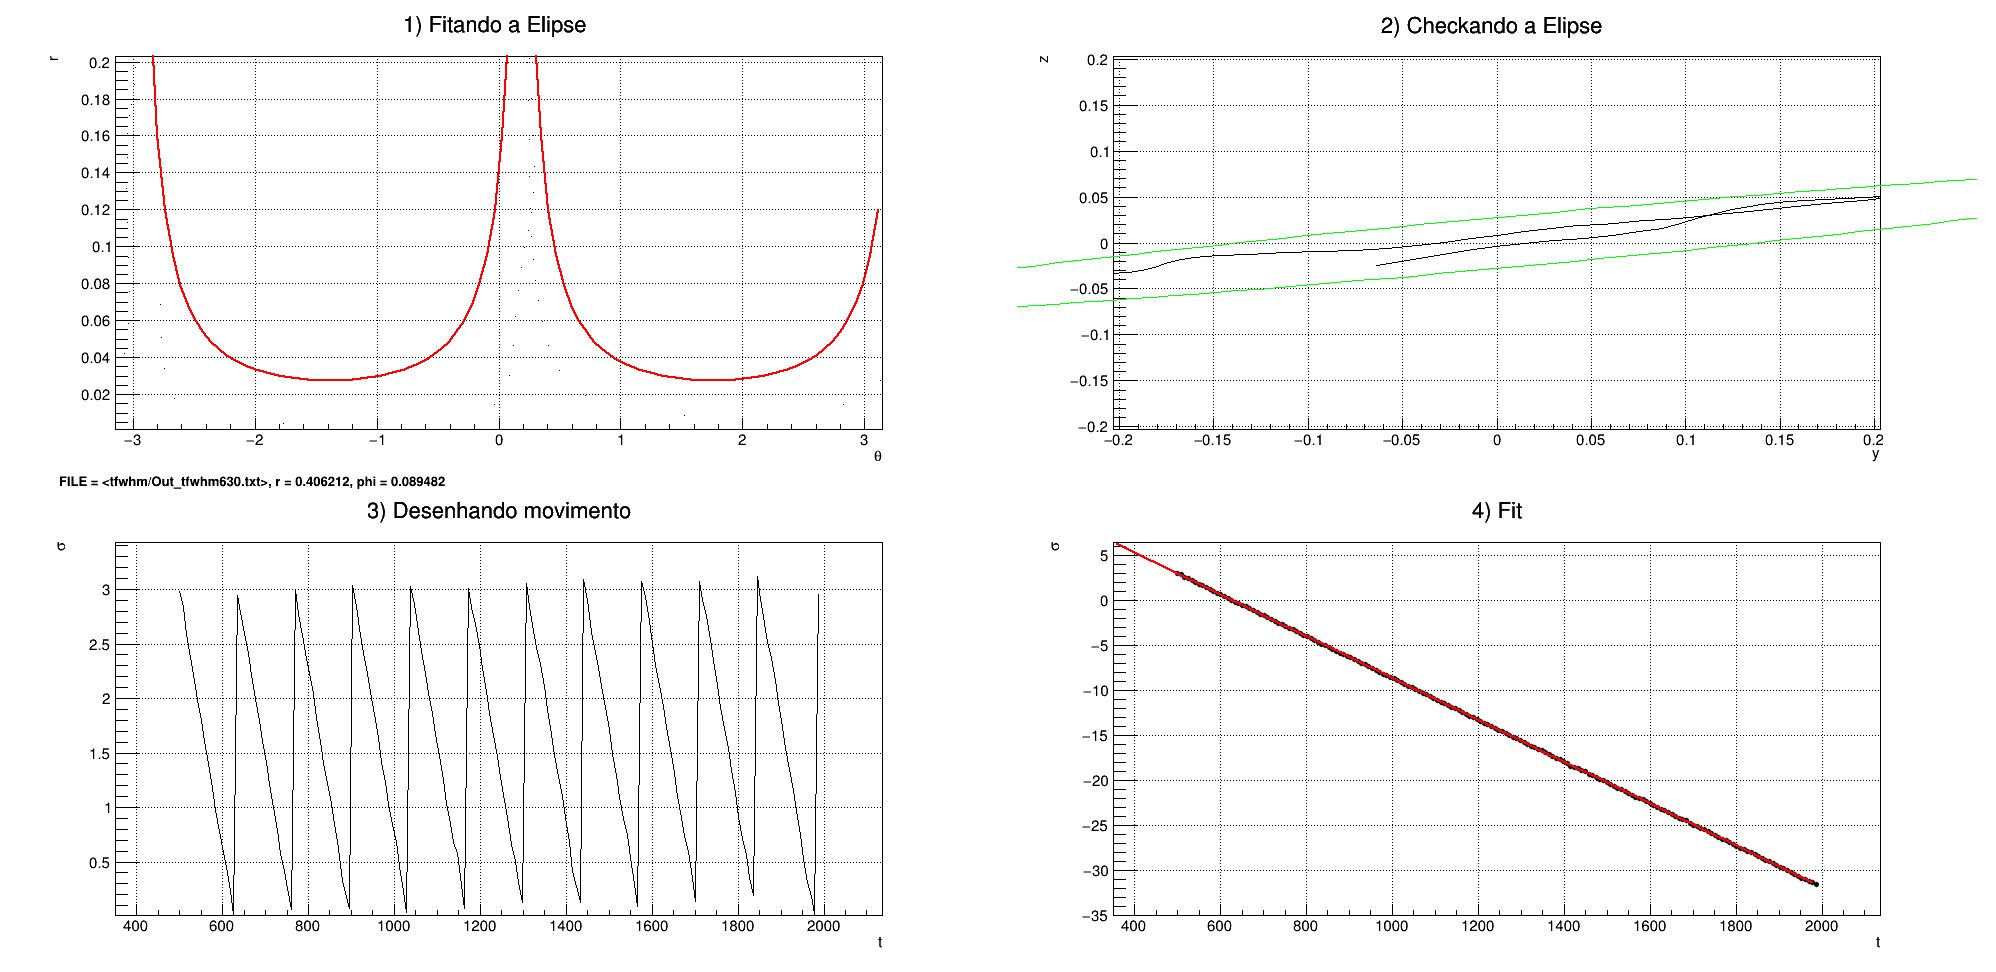 1) Fitando a Elipse
r
0.2
0.18
0.16
0.14
0.12
0.1
0.08
0.06
0.04
0.02
−3 −2 −1 0 1 2 3
θ
2) Checkando a Elipse
z
0.2
0.15
0.1
0.05
0
−0.05
−0.1
−0.15
−0.2
−0.2 −0.15 −0.1 −0.05 0 0.05 0.1 0.15 0.2
y
FILE = <tfwhm/Out_tfwhm630.txt>, r = 0.406212, phi = 0.089482
3) Desenhando movimento
σ
3
2.5
2
1.5
1
0.5
400 600 800 1000 1200 1400 1600 1800 2000
t
4) Fit
σ
5
0
−5
−10
−15
−20
−25
−30
−35
400 600 800 1000 1200 1400 1600 1800 2000
t